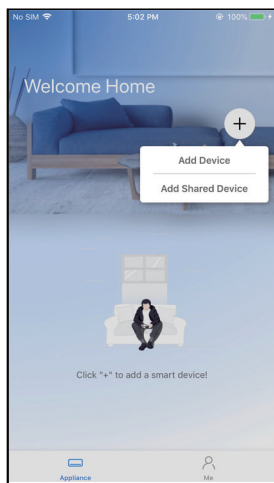 No SIM 5:02 PM 100%
Welcome Home
+
Add Device
Add Shared Device
Click "+" to add a smart device!
Appliance Me